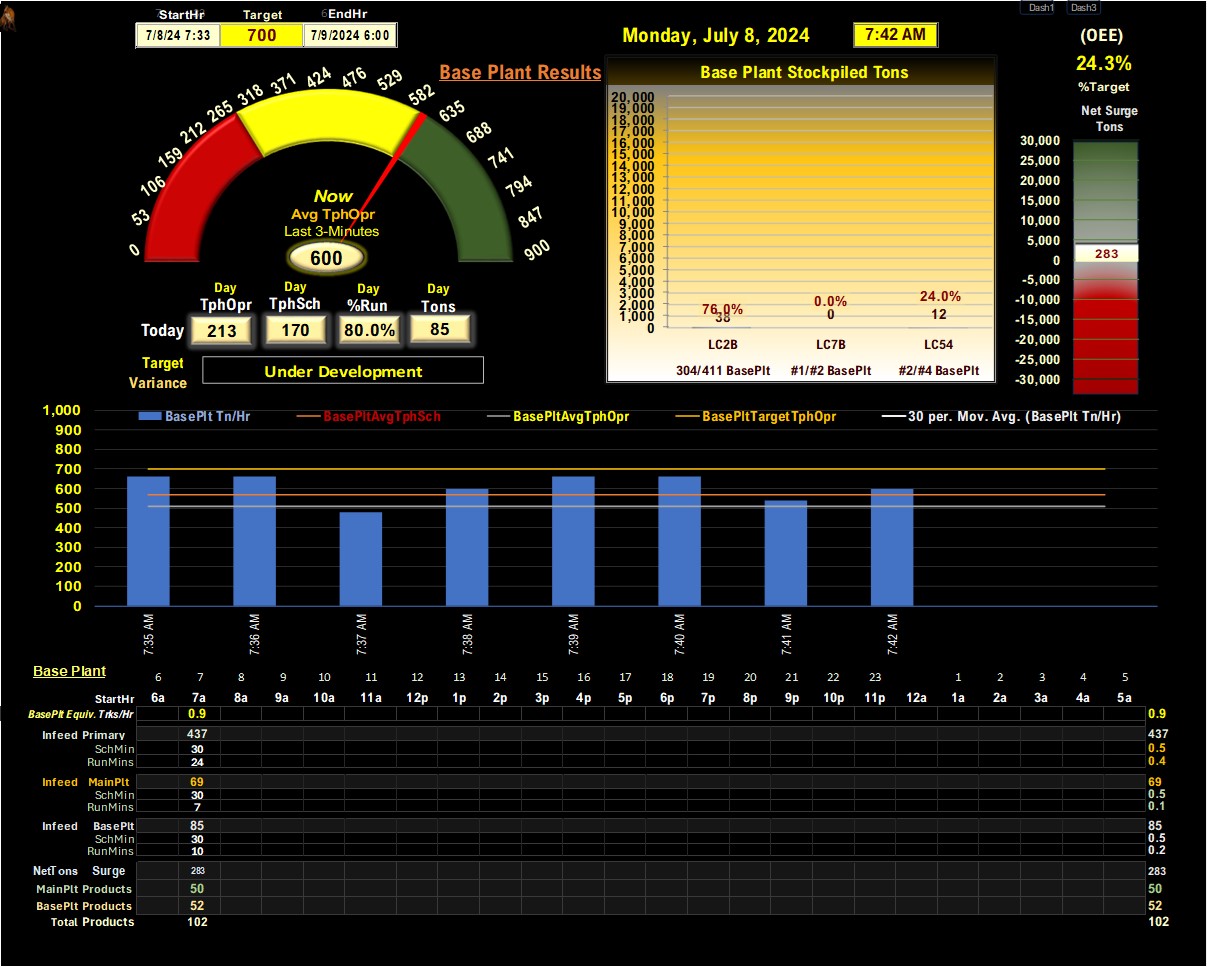 Dash1 Dash3
StartHr Target EndHr
7/8/24 7:33 700 7/9/2024 6:00
Monday, July 8, 2024 7:42 AM
(OEE)
24.3%
%Target
Net Surge
Tons
Base Plant Results
0 53 106 159 212 265 318 371 424 476 529 582 635 688 741 794 847 900
Now
Avg TphOpr
Last 3-Minutes
600
Day Day Day Day
TphOpr TphSch %Run Tons
Today 213 170 80.0% 85
Target
Variance
Under Development
Base Plant Stockpiled Tons
20,000
19,000
18,000
17,000
16,000
15,000
14,000
13,000
12,000
11,000
10,000
9,000
8,000
7,000
6,000
5,000
4,000
3,000
2,000
1,000
0
76.0% 0.0% 24.0%
38 0 12
LC2B LC7B LC54
304/411 BasePlt #1/#2 BasePlt #2/#4 BasePlt
30,000
25,000
20,000
15,000
10,000
5,000
0
-5,000
-10,000
-15,000
-20,000
-25,000
-30,000
283
BasePlt Tn/Hr BasePltAvgTphSch BasePltAvgTphOpr BasePltTargetTphOpr 30 per. Mov. Avg. (BasePlt Tn/Hr)
1,000
900
800
700
600
500
400
300
200
100
0
7:35 AM 7:36 AM 7:37 AM 7:38 AM 7:39 AM 7:40 AM 7:41 AM 7:42 AM
Base Plant
6 7 8 9 10 11 12 13 14 15 16 17 18 19 20 21 22 23 1 2 3 4 5
StartHr 6a 7a 8a 9a 10a 11a 12p 1p 2p 3p 4p 5p 6p 7p 8p 9p 10p 11p 12a 1a 2a 3a 4a 5a
BasePlt Equiv. Trks/Hr 0.9 0.9
Infeed Primary 437 437
SchMin 30 0.5
RunMins 24 0.4
Infeed MainPlt 69 69
SchMin 30 0.5
RunMins 7 0.1
Infeed BasePlt 85 85
SchMin 30 0.5
RunMins 10 0.2
NetTons Surge 283 283
MainPlt Products 50 50
BasePlt Products 52 52
Total Products 102 102